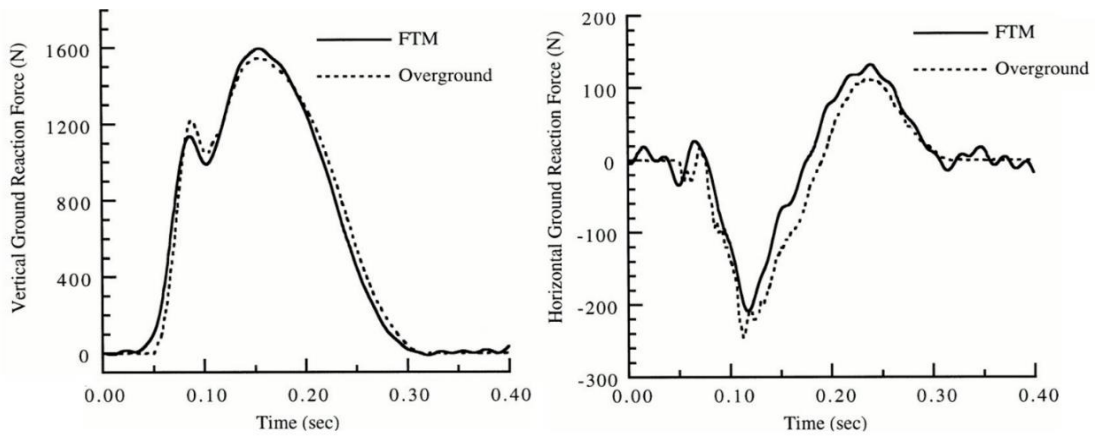 Vertical Ground Reaction Force (N)
1600
1200
800
400
0
0.00 0.10 0.20 0.30 0.40
Time (sec)
FTM
Overground
Horizontal Ground Reaction Force (N)
200
100
0
-100
-200
-300
0.00 0.10 0.20 0.30 0.40
Time (sec)
FTM
Overground